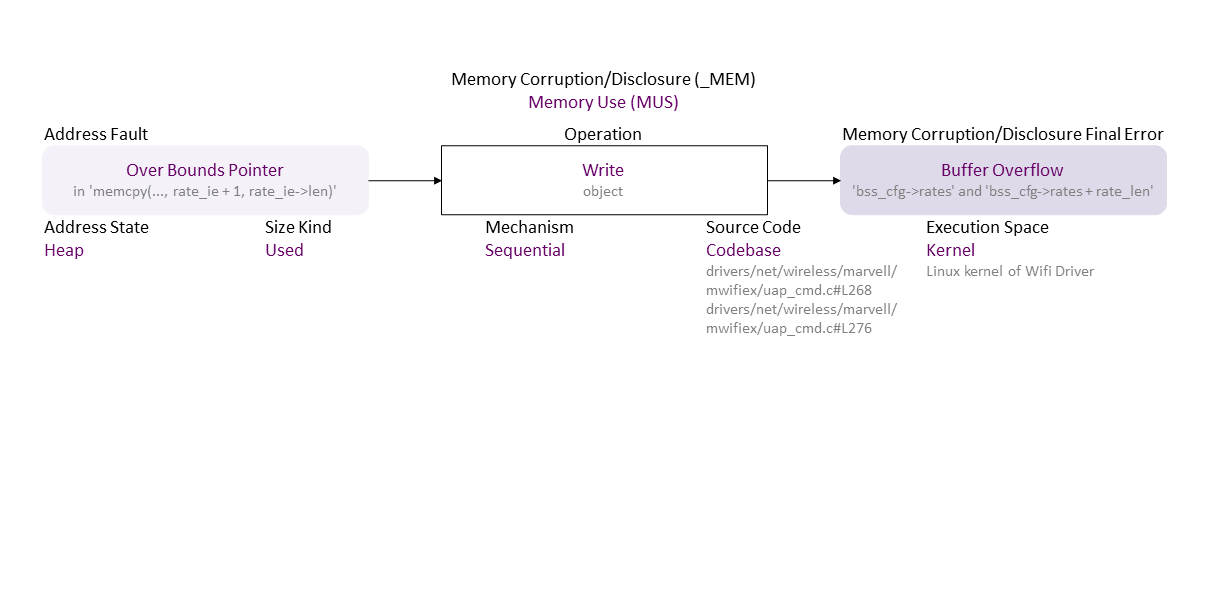 Memory Corruption/Disclosure (_MEM)
Memory Use (MUS)
Address Fault
Operation
Memory Corruption/Disclosure Final Error
Over Bounds Pointer
in 'memcpy(..., rate_ie + 1, rate_ie->len)'
Write
object
Buffer Overflow
'bss_cfg->rates' and 'bss_cfg->rates + rate_len'
Address State
Heap
Size Kind
Used
Mechanism
Sequential
Source Code
Codebase
drivers/net/wireless/marvell/
mwifiex/uap_cmd.c#L268
drivers/net/wireless/marvell/
mwifiex/uap_cmd.c#L276
Execution Space
Kernel
Linux kernel of Wifi Driver